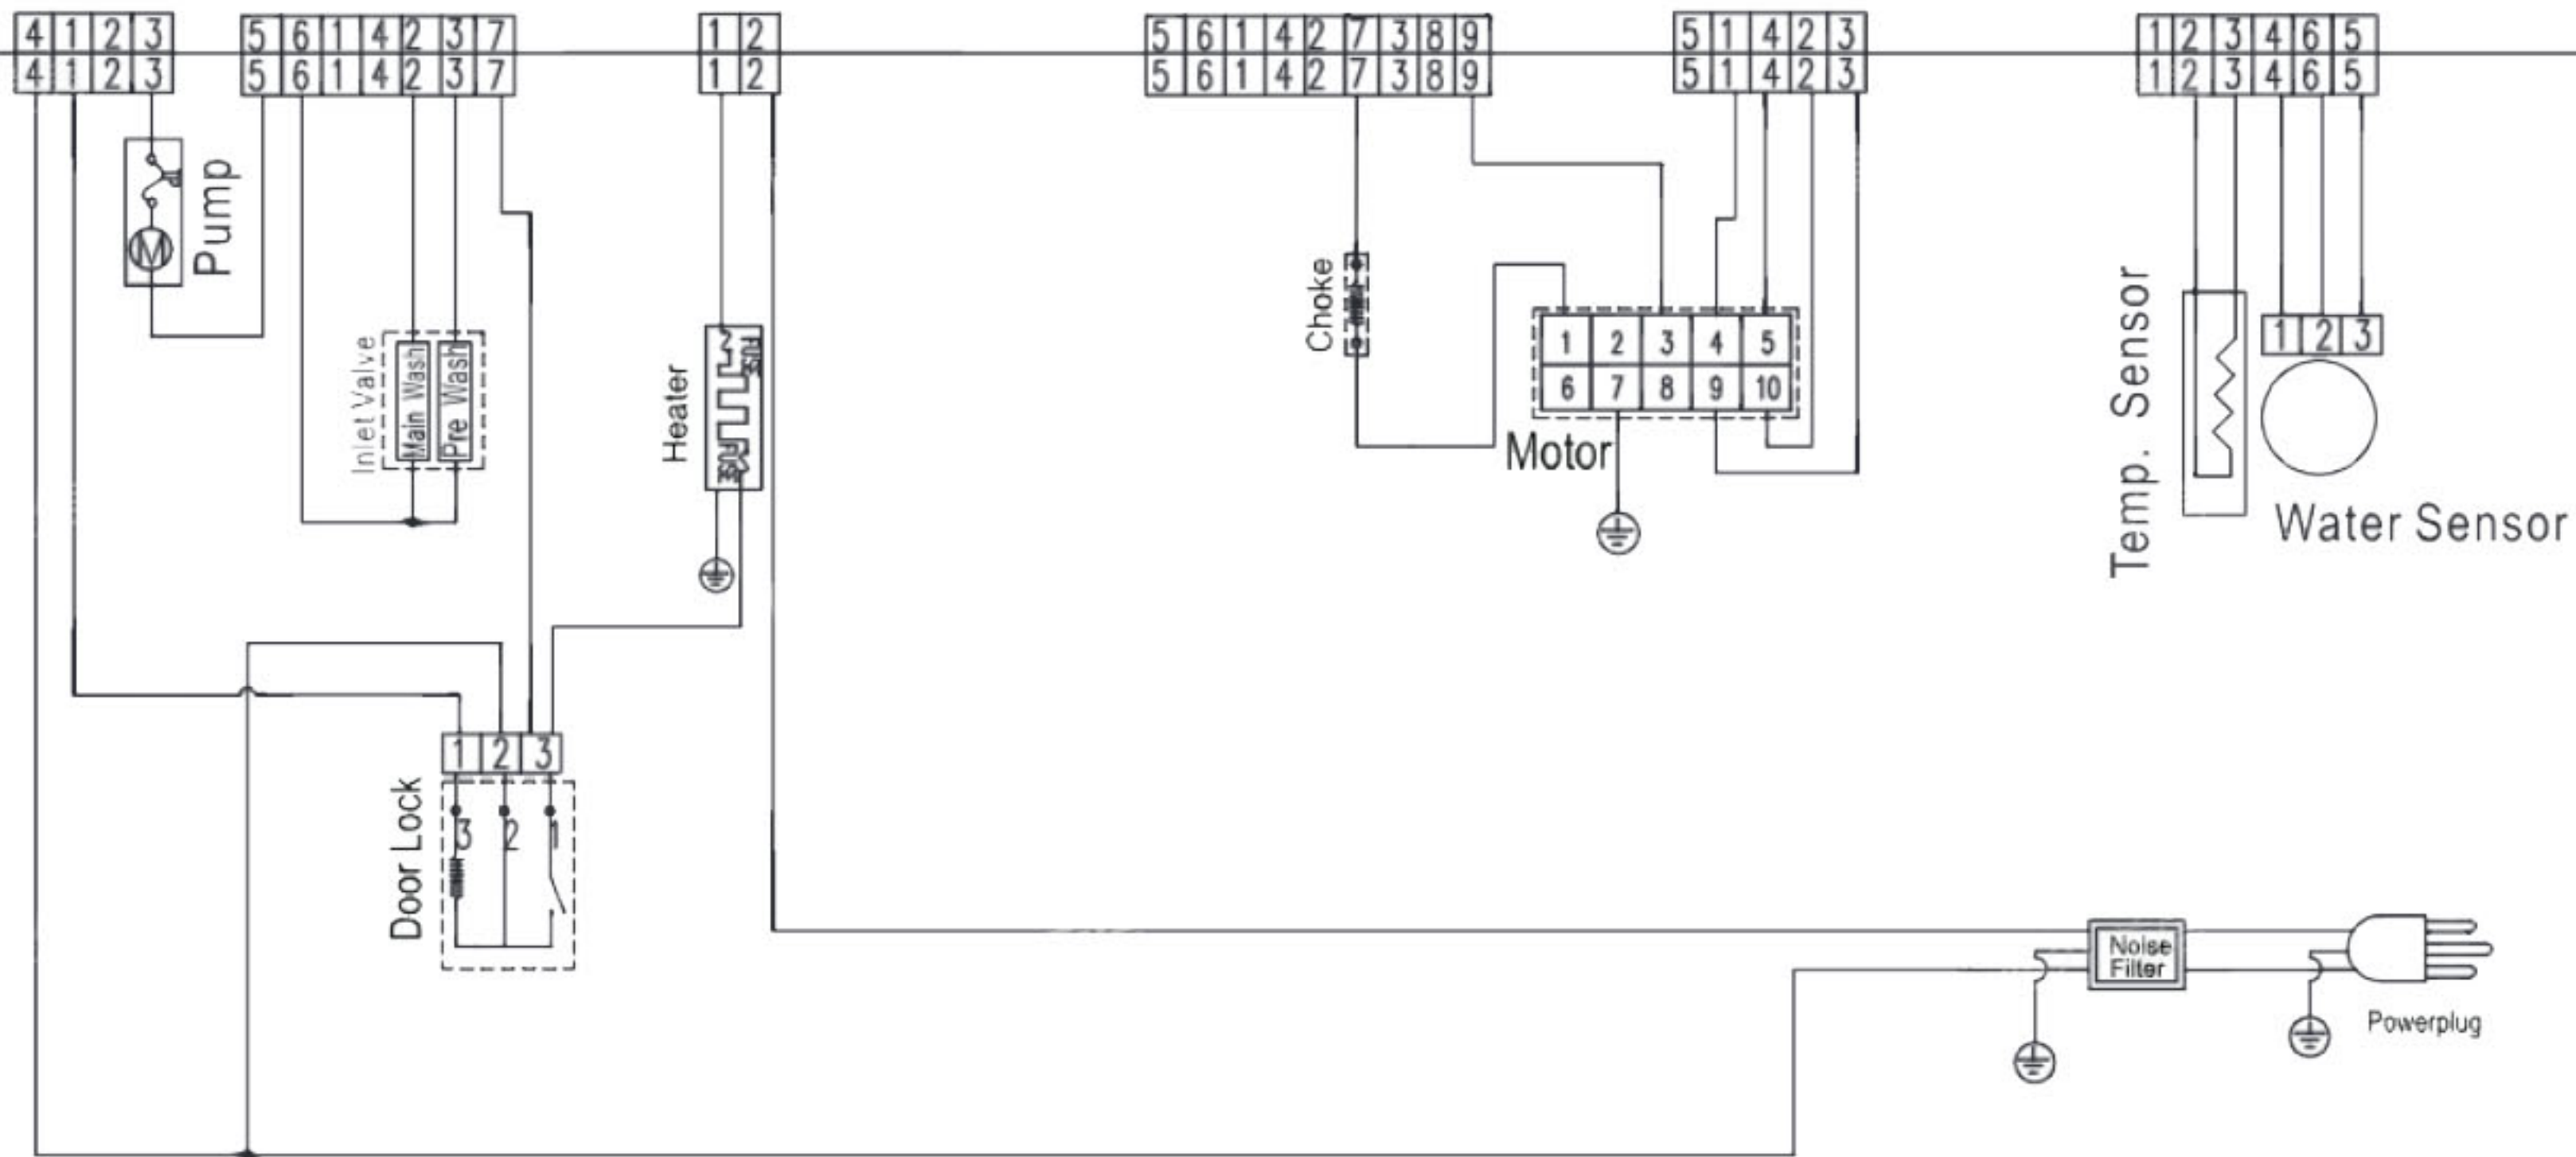 4 1 2 3
4 1 2 3
5 6 1 4 2 3 7
5 6 1 4 2 3 7
1 2
1 2
5 6 1 4 2 7 3 8 9
5 6 1 4 2 7 3 8 9
5 1 4 2 3
5 1 4 2 3
1 2 3 4 6 5
1 2 3 4 6 5
M
Pump
Inlet Valve
Main Wash
Pre Wash
Heater
FUSE
FUSE
Choke
1 2 3 4 5
6 7 8 9 10
Motor
Temp. Sensor
1 2 3
Water Sensor
1 2 3
Door Lock
3 2 1
Noise
Filter
Powerplug